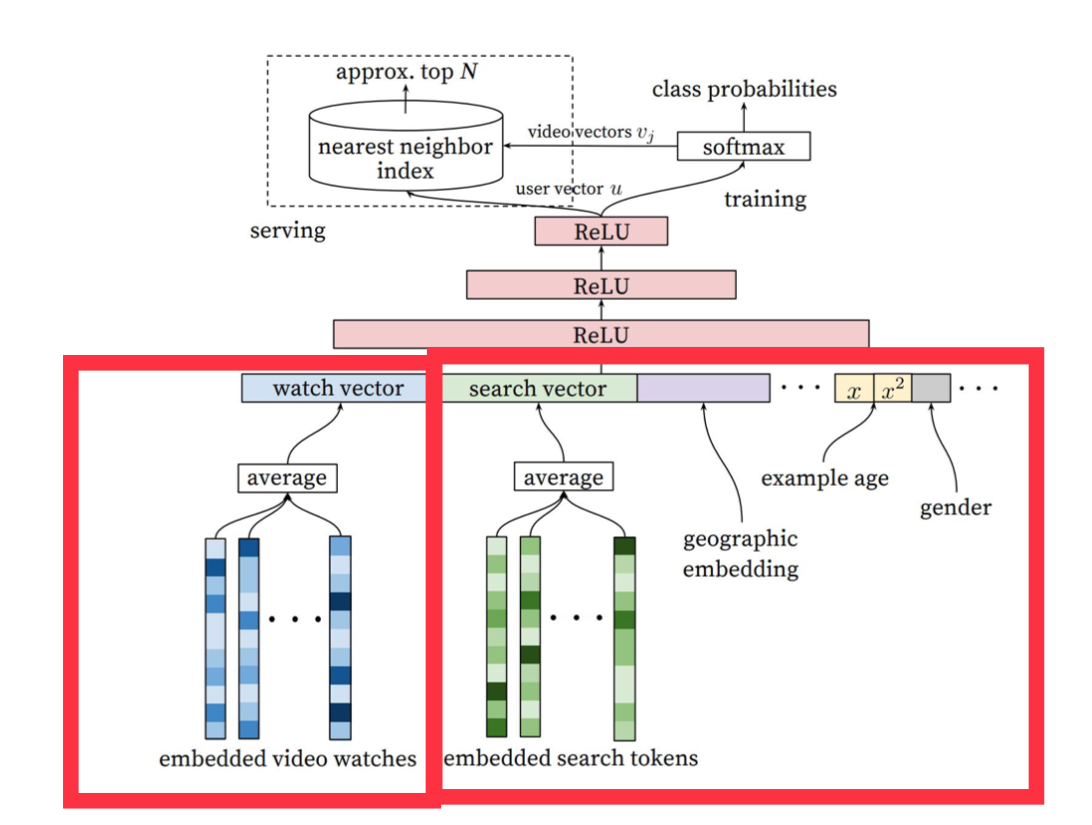 approx. top N
class probabilities
video vectors v_j
nearest neighbor
index
softmax
user vector u
training
serving
ReLU
ReLU
ReLU
watch vector
search vector
. . .
x
x²
. . .
average
average
example age
gender
geographic
embedding
. . .
. . .
embedded video watches
embedded search tokens